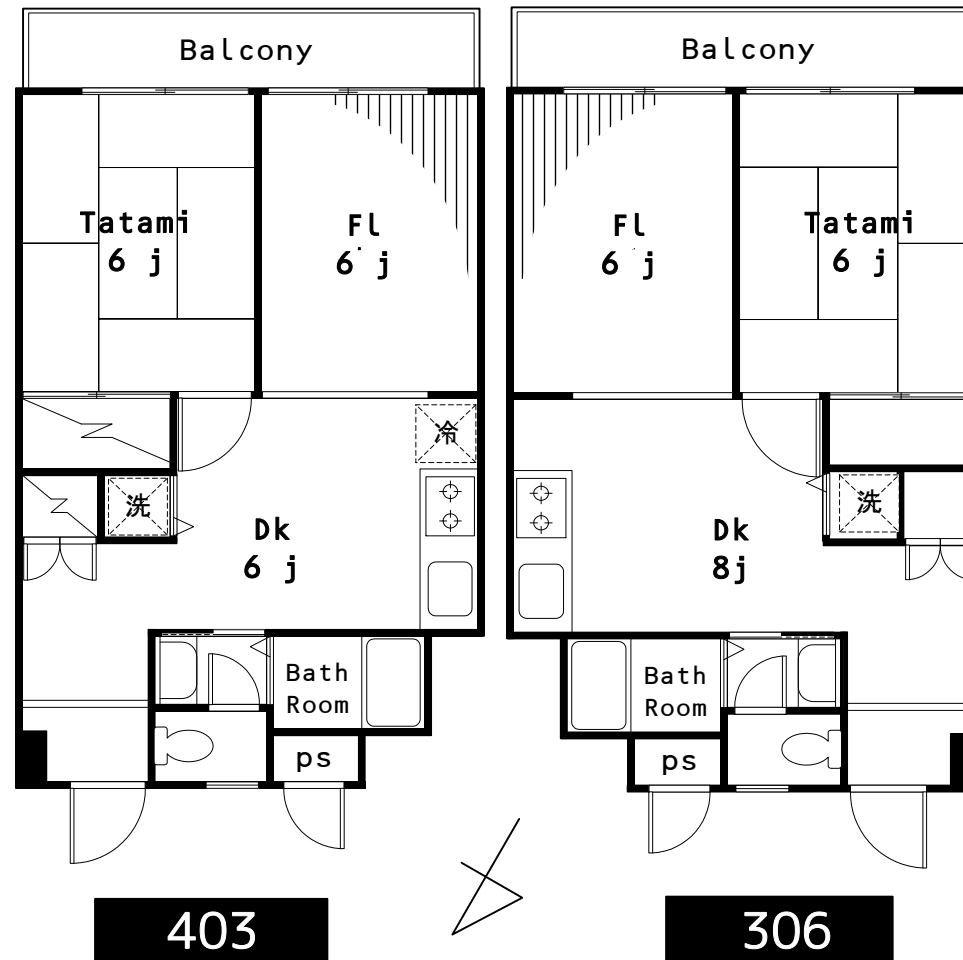 Balcony
Tatami
6 j
Fl
6 j
冷
洗
Dk
6 j
Bath
Room
ps
403
Balcony
Fl
6 j
Tatami
6 j
洗
Dk
8j
Bath
Room
ps
306